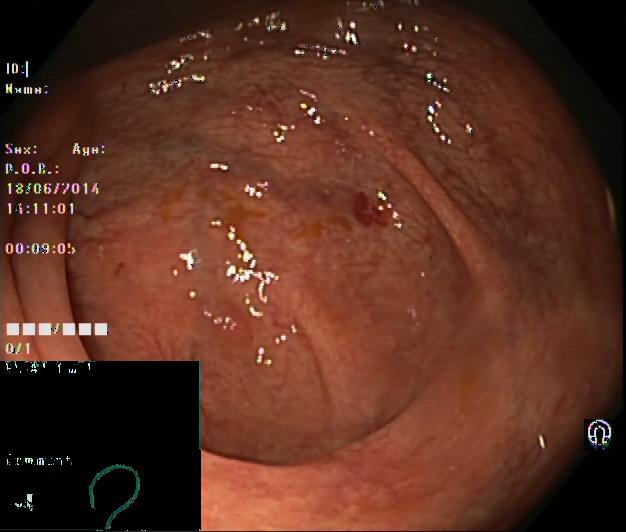 ID:
Name:
Sex: Age:
D.O.B.:
18/06/2014
14:11:01
00:09:05
0/1
Comment